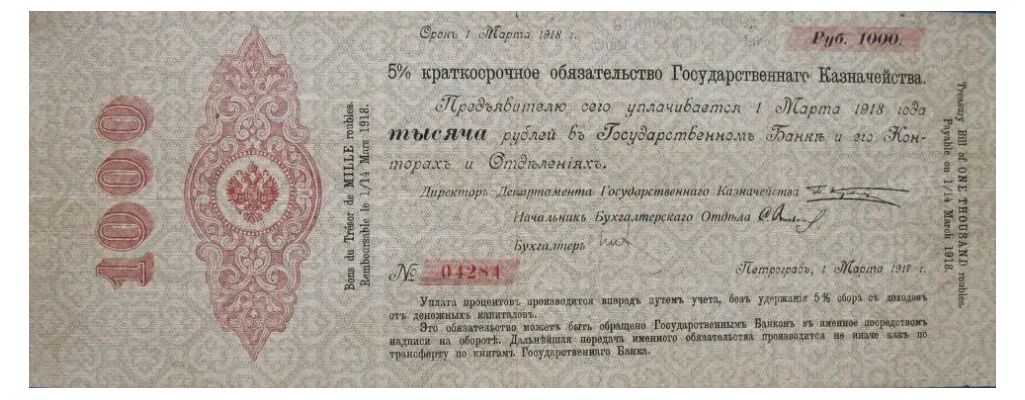 1000
Bons du Trésor de MILLE roubles.
Remboursable le 1/14 Mars 1918.
Срокъ 1 Марта 1918 г.
Руб. 1000.
5% краткосрочное обязательство Государственнаго Казначейства.
Предъявителю сего уплачивается 1 Марта 1918 года
тысяча рублей въ Государственномъ Банкѣ и его Кон-
торахъ и Отдѣленіяхъ.
Директоръ Департамента Государственнаго Казначейства
Начальникъ Бухгалтерскаго Отдѣла
Бухгалтеръ
№ 04284
Петроградъ, 1 Марта 1917 г.
Уплата процентовъ производится впередъ путемъ учета, безъ удержанія 5% сбора съ доходовъ
отъ денежныхъ капиталовъ.
Это обязательство можетъ быть обращено Государственнымъ Банкомъ въ именное посредствомъ
надписи на оборотѣ. Дальнѣйшая передача именного обязательства производится не иначе какъ по
трансферту по книгамъ Государственнаго Банка.
Treasury Bill of ONE THOUSAND roubles.
Payable on 1/14 March 1918.